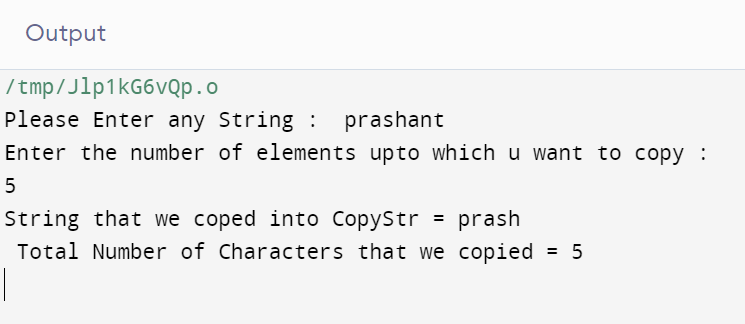 Output
/tmp/Jlp1kG6vQp.o
Please Enter any String :  prashant
Enter the number of elements upto which u want to copy :
5
String that we coped into CopyStr = prash
 Total Number of Characters that we copied = 5